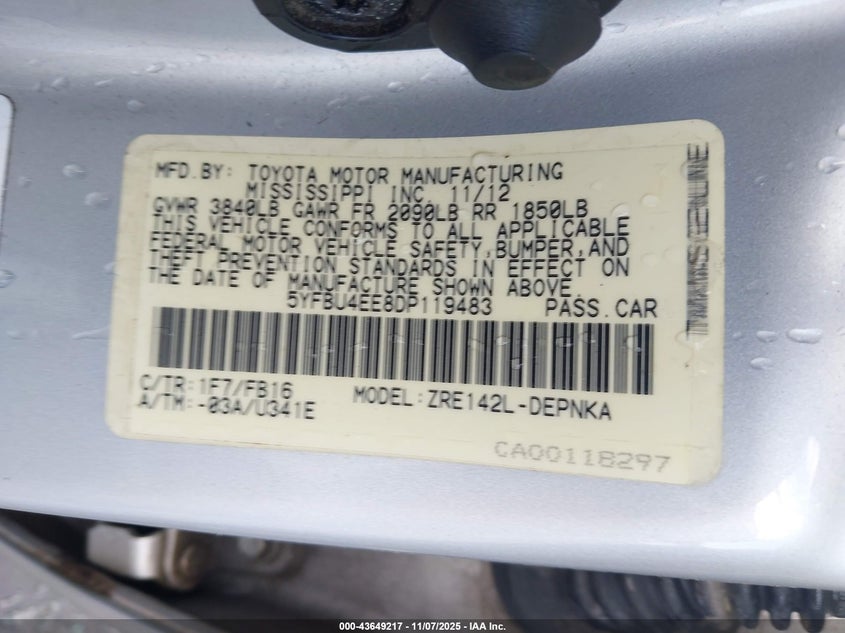 MFD.BY: TOYOTA MOTOR MANUFACTURING
MISSISSIPPI INC. 11/12
GVWR 3840LB GAWR FR 2090LB RR 1850LB
THIS VEHICLE CONFORMS TO ALL APPLICABLE
FEDERAL MOTOR VEHICLE SAFETY,BUMPER,AND
THEFT PREVENTION STANDARDS IN EFFECT ON
THE DATE OF MANUFACTURE SHOWN ABOVE.
5YFBU4EE8DP119483 PASS.CAR
C/TR:1F7/FB16
A/TM:-03A/U341E
MODEL:ZRE142L-DEPNKA
CA00118297
GENUINE
000-43649217 - 11/07/2025 - IAA Inc.